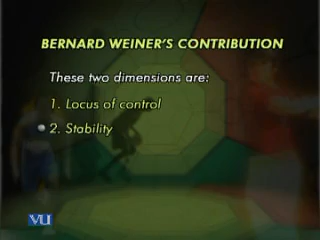 BERNARD WEINER'S CONTRIBUTION
These two dimensions are:
1. Locus of control
2. Stability
VU